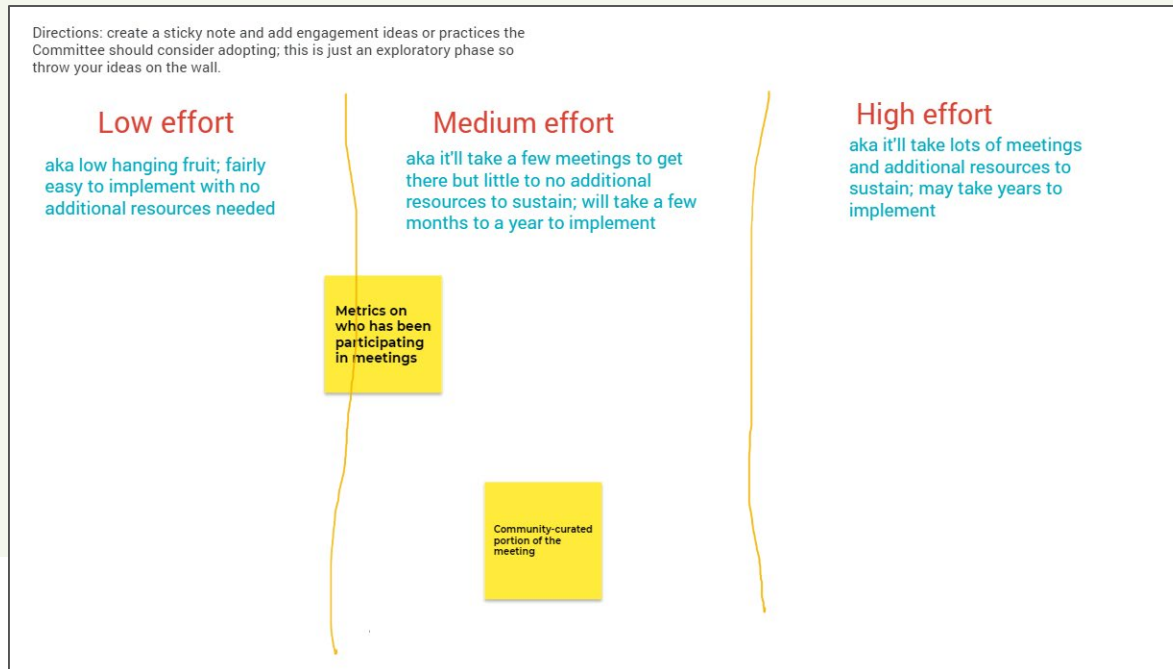 Directions: create a sticky note and add engagement ideas or practices the
Committee should consider adopting; this is just an exploratory phase so
throw your ideas on the wall.
Low effort
aka low hanging fruit; fairly
easy to implement with no
additional resources needed
Medium effort
aka it'll take a few meetings to get
there but little to no additional
resources to sustain; will take a few
months to a year to implement
High effort
aka it'll take lots of meetings
and additional resources to
sustain; may take years to
implement
Metrics on
who has been
participating
in meetings
Community-curated
portion of the
meeting